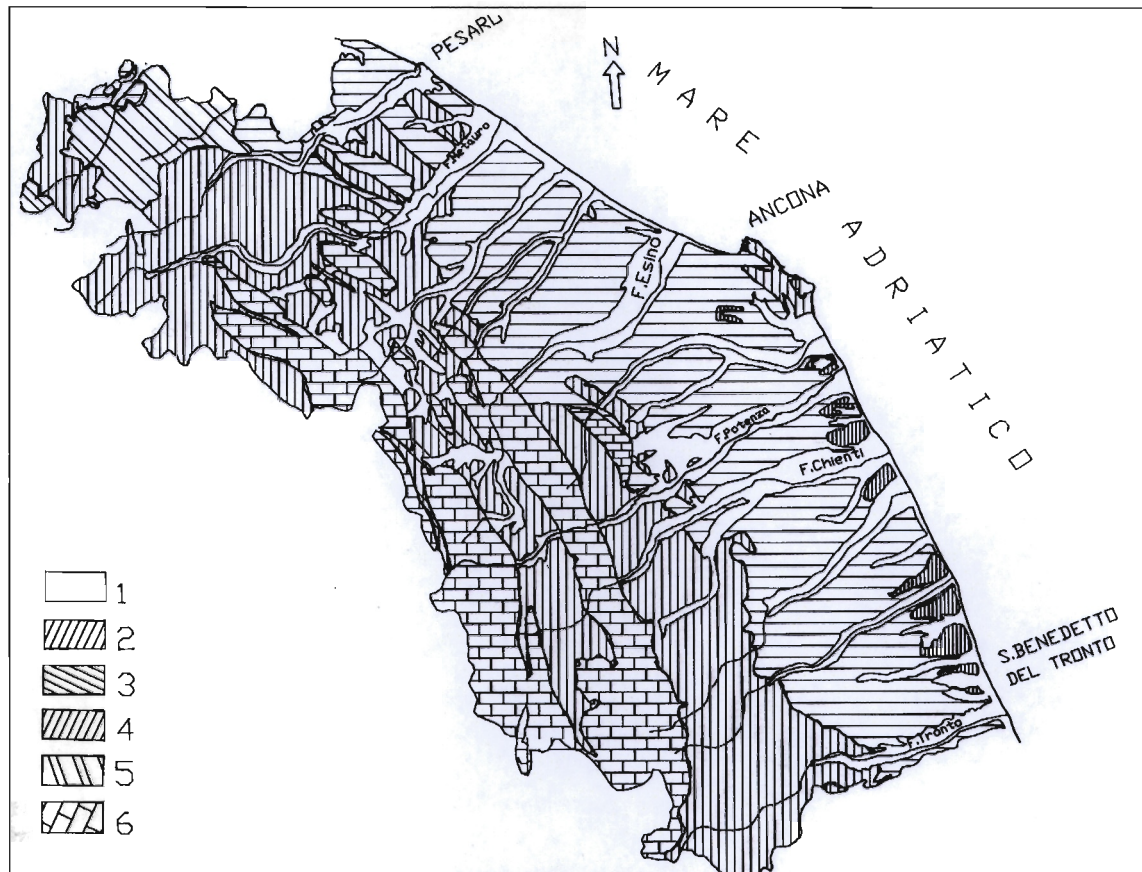 PESARO
N
MARE ADRIATICO
F.Metauro
ANCONA
F.Esino
F.Potenza
F.Chienti
S.BENEDETTO
DEL TRONTO
F.Tronto
1
2
3
4
5
6